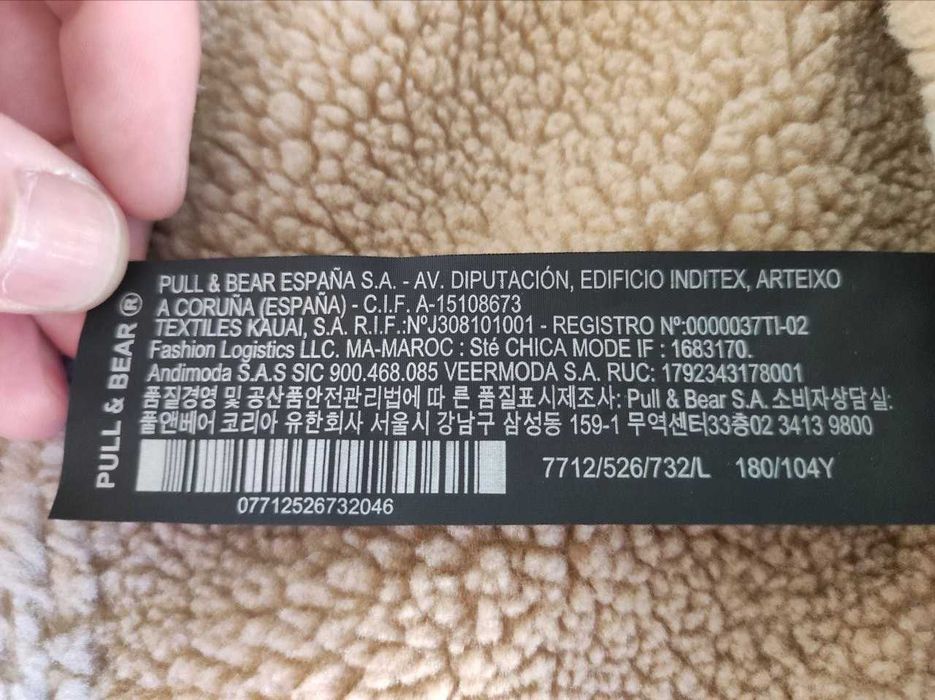 PULL & BEAR ®
PULL & BEAR ESPAÑA S.A. - AV. DIPUTACIÓN, EDIFICIO INDITEX, ARTEIXO
A CORUÑA (ESPAÑA) - C.I.F. A-15108673
TEXTILES KAUAI, S.A. R.I.F.:NºJ308101001 - REGISTRO Nº:0000037TI-02
Fashion Logistics LLC. MA-MAROC : Sté CHICA MODE IF : 1683170.
Andimoda S.A.S SIC 900.468.085 VEERMODA S.A. RUC: 1792343178001
품질경영 및 공산품안전관리법에 따른 품질표시제조사: Pull & Bear S.A. 소비자상담실:
풀앤베어 코리아 유한회사 서울시 강남구 삼성동 159-1 무역센터33층02 3413 9800
07712526732046
7712/526/732/L 180/104Y